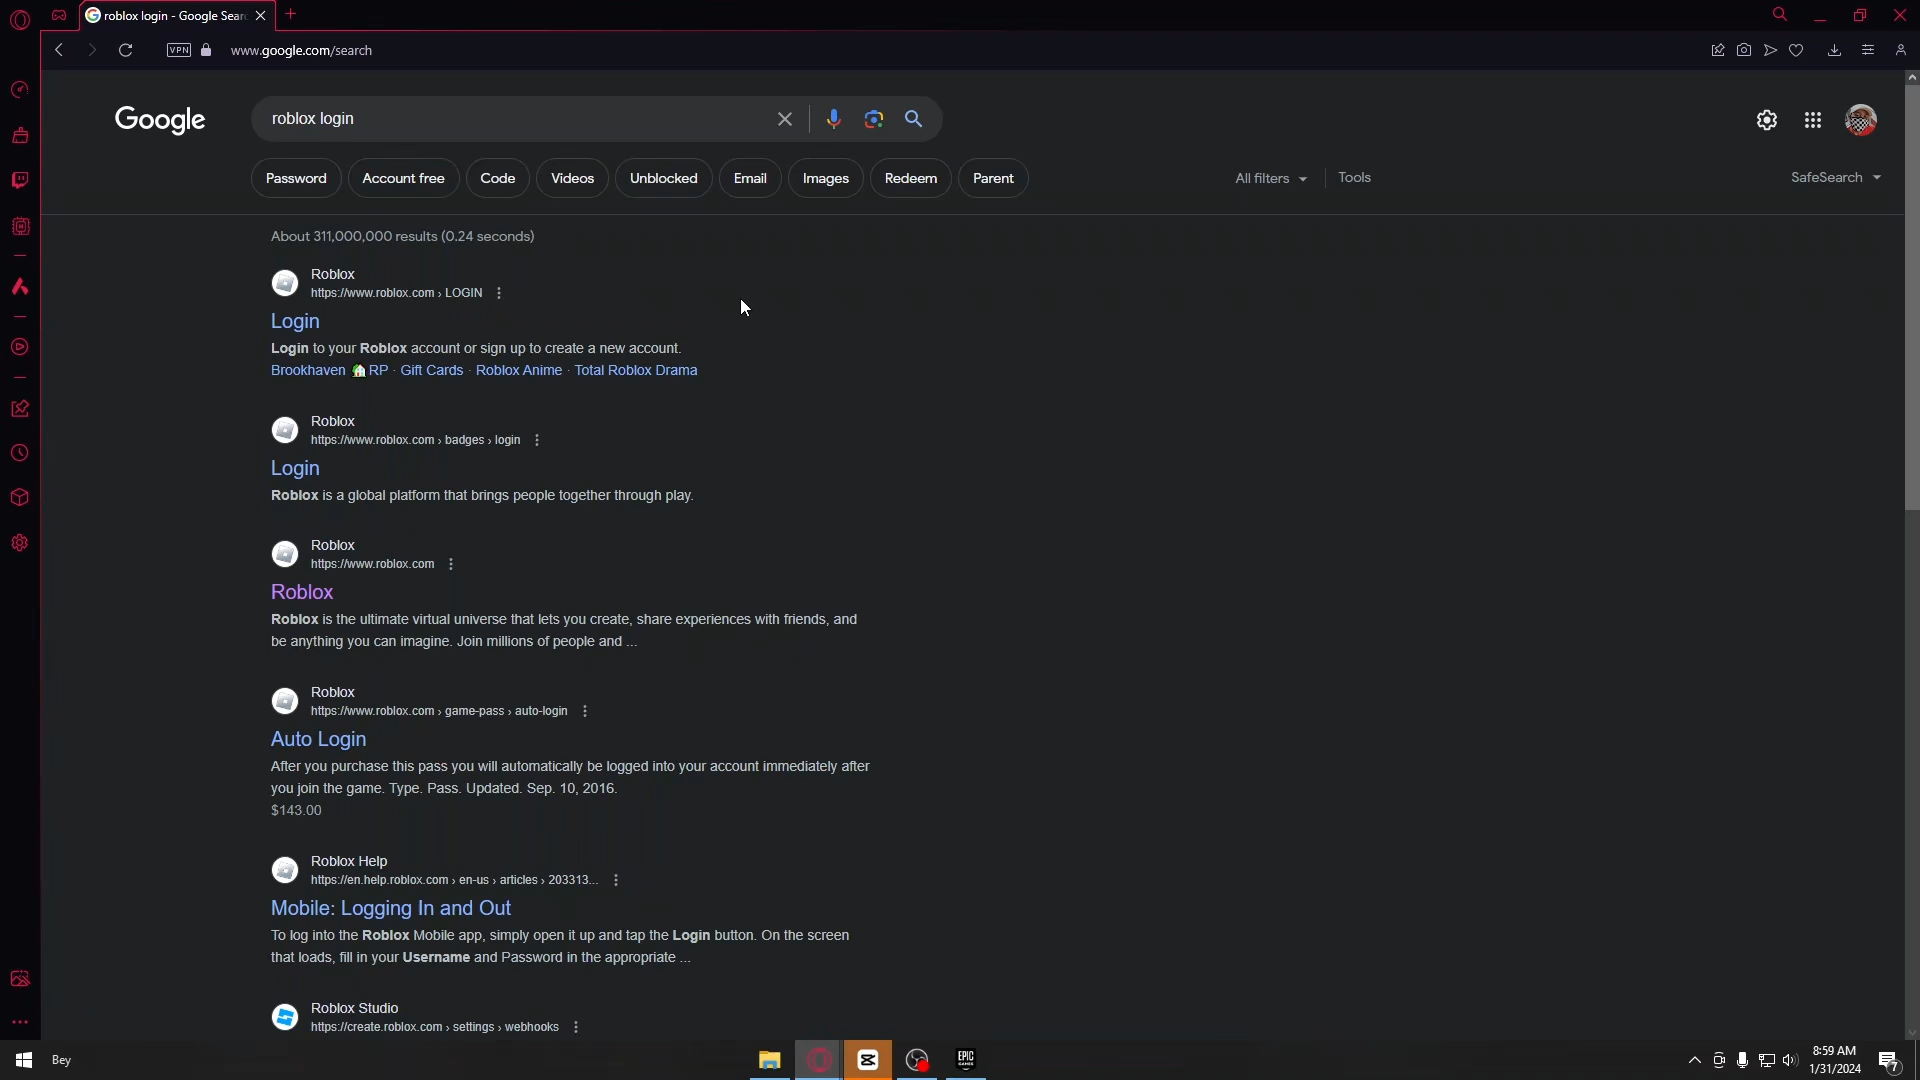 roblox login - Google Sear
VPN
www.google.com/search
Google
roblox login
Password
Account free
Code
Videos
Unblocked
Email
Images
Redeem
Parent
All filters
Tools
SafeSearch
About 311,000,000 results (0.24 seconds)
Roblox
https://www.roblox.com › LOGIN
Login
Login to your Roblox account or sign up to create a new account.
Brookhaven 🏡RP · Gift Cards · Roblox Anime · Total Roblox Drama
Roblox
https://www.roblox.com › badges › login
Login
Roblox is a global platform that brings people together through play.
Roblox
https://www.roblox.com
Roblox
Roblox is the ultimate virtual universe that lets you create, share experiences with friends, and
be anything you can imagine. Join millions of people and ...
Roblox
https://www.roblox.com › game-pass › auto-login
Auto Login
After you purchase this pass you will automatically be logged into your account immediately after
you join the game. Type. Pass. Updated. Sep. 10, 2016.
$143.00
Roblox Help
https://en.help.roblox.com › en-us › articles › 203313...
Mobile: Logging In and Out
To log into the Roblox Mobile app, simply open it up and tap the Login button. On the screen
that loads, fill in your Username and Password in the appropriate ...
Roblox Studio
https://create.roblox.com › settings › webhooks
Bey
EPIC
GAMES
8:59 AM
1/31/2024
7